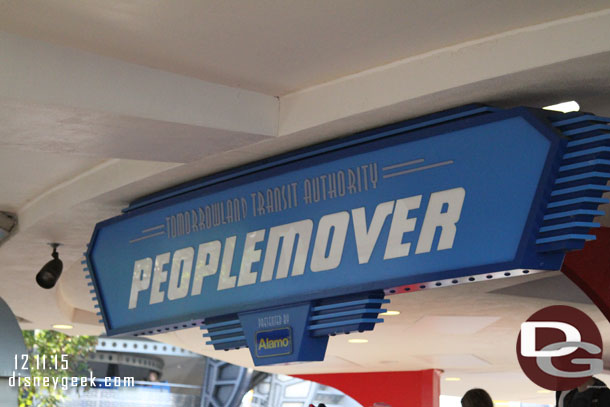 TOMORROWLAND TRANSIT AUTHORITY
PEOPLEMOVER
PRESENTED BY
Alamo
12.11.15
©disneygeek.com
DG